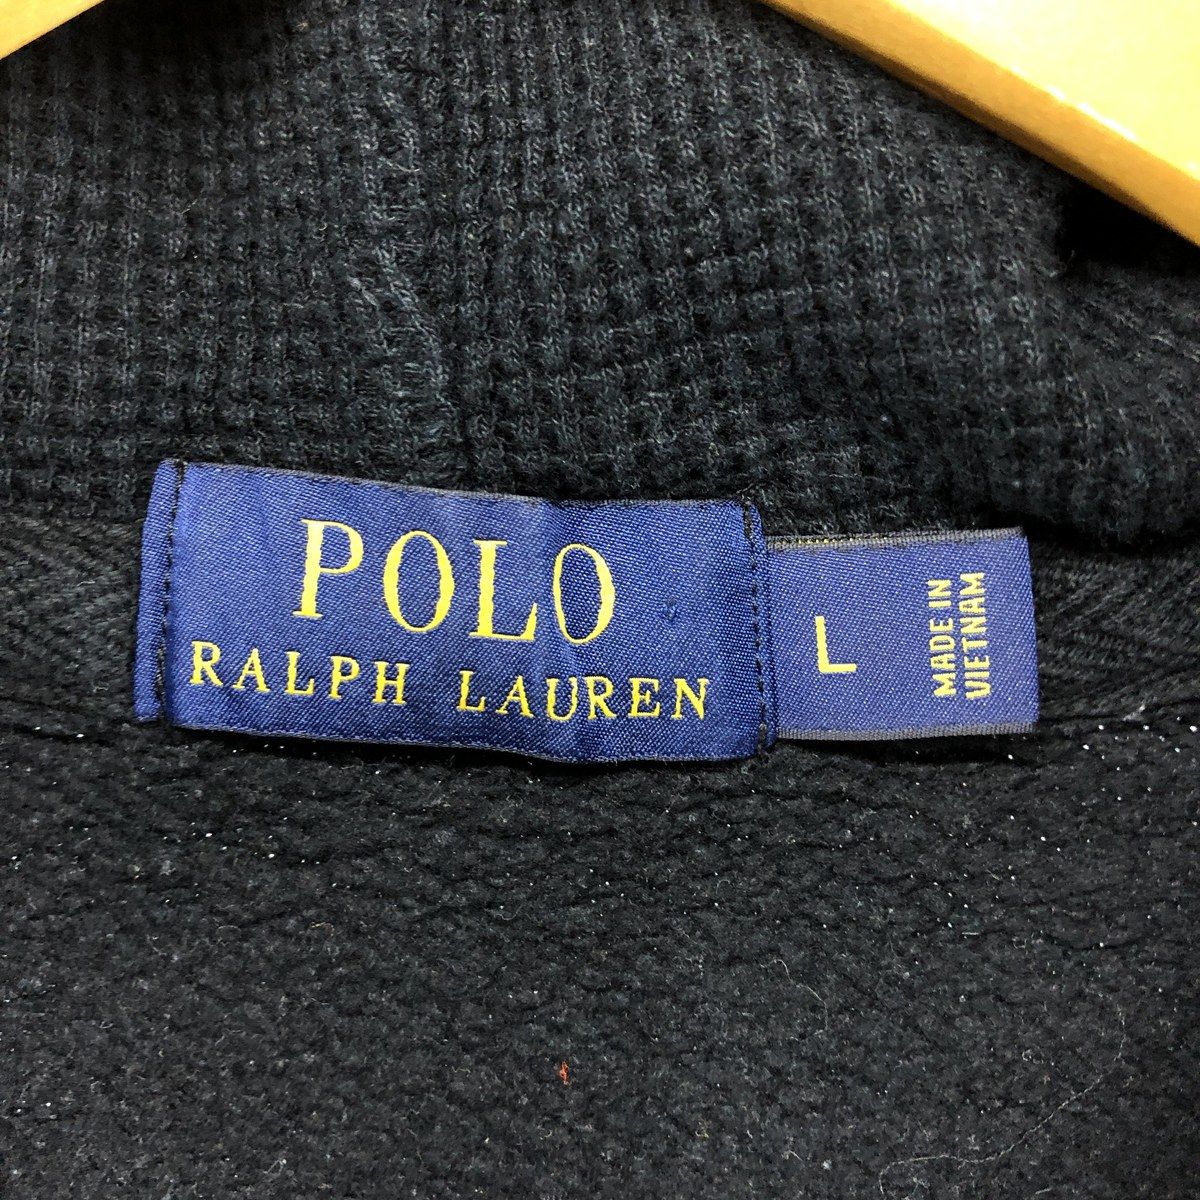 POLO
RALPH LAUREN
L
MADE IN
VIETNAM